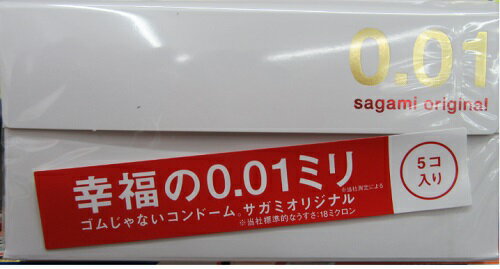 0.01
sagami original
幸福の0.01ミリ
※当社測定による
ゴムじゃないコンドーム。サガミオリジナル
※当社標準的なうすさ:18ミクロン
5コ
入り